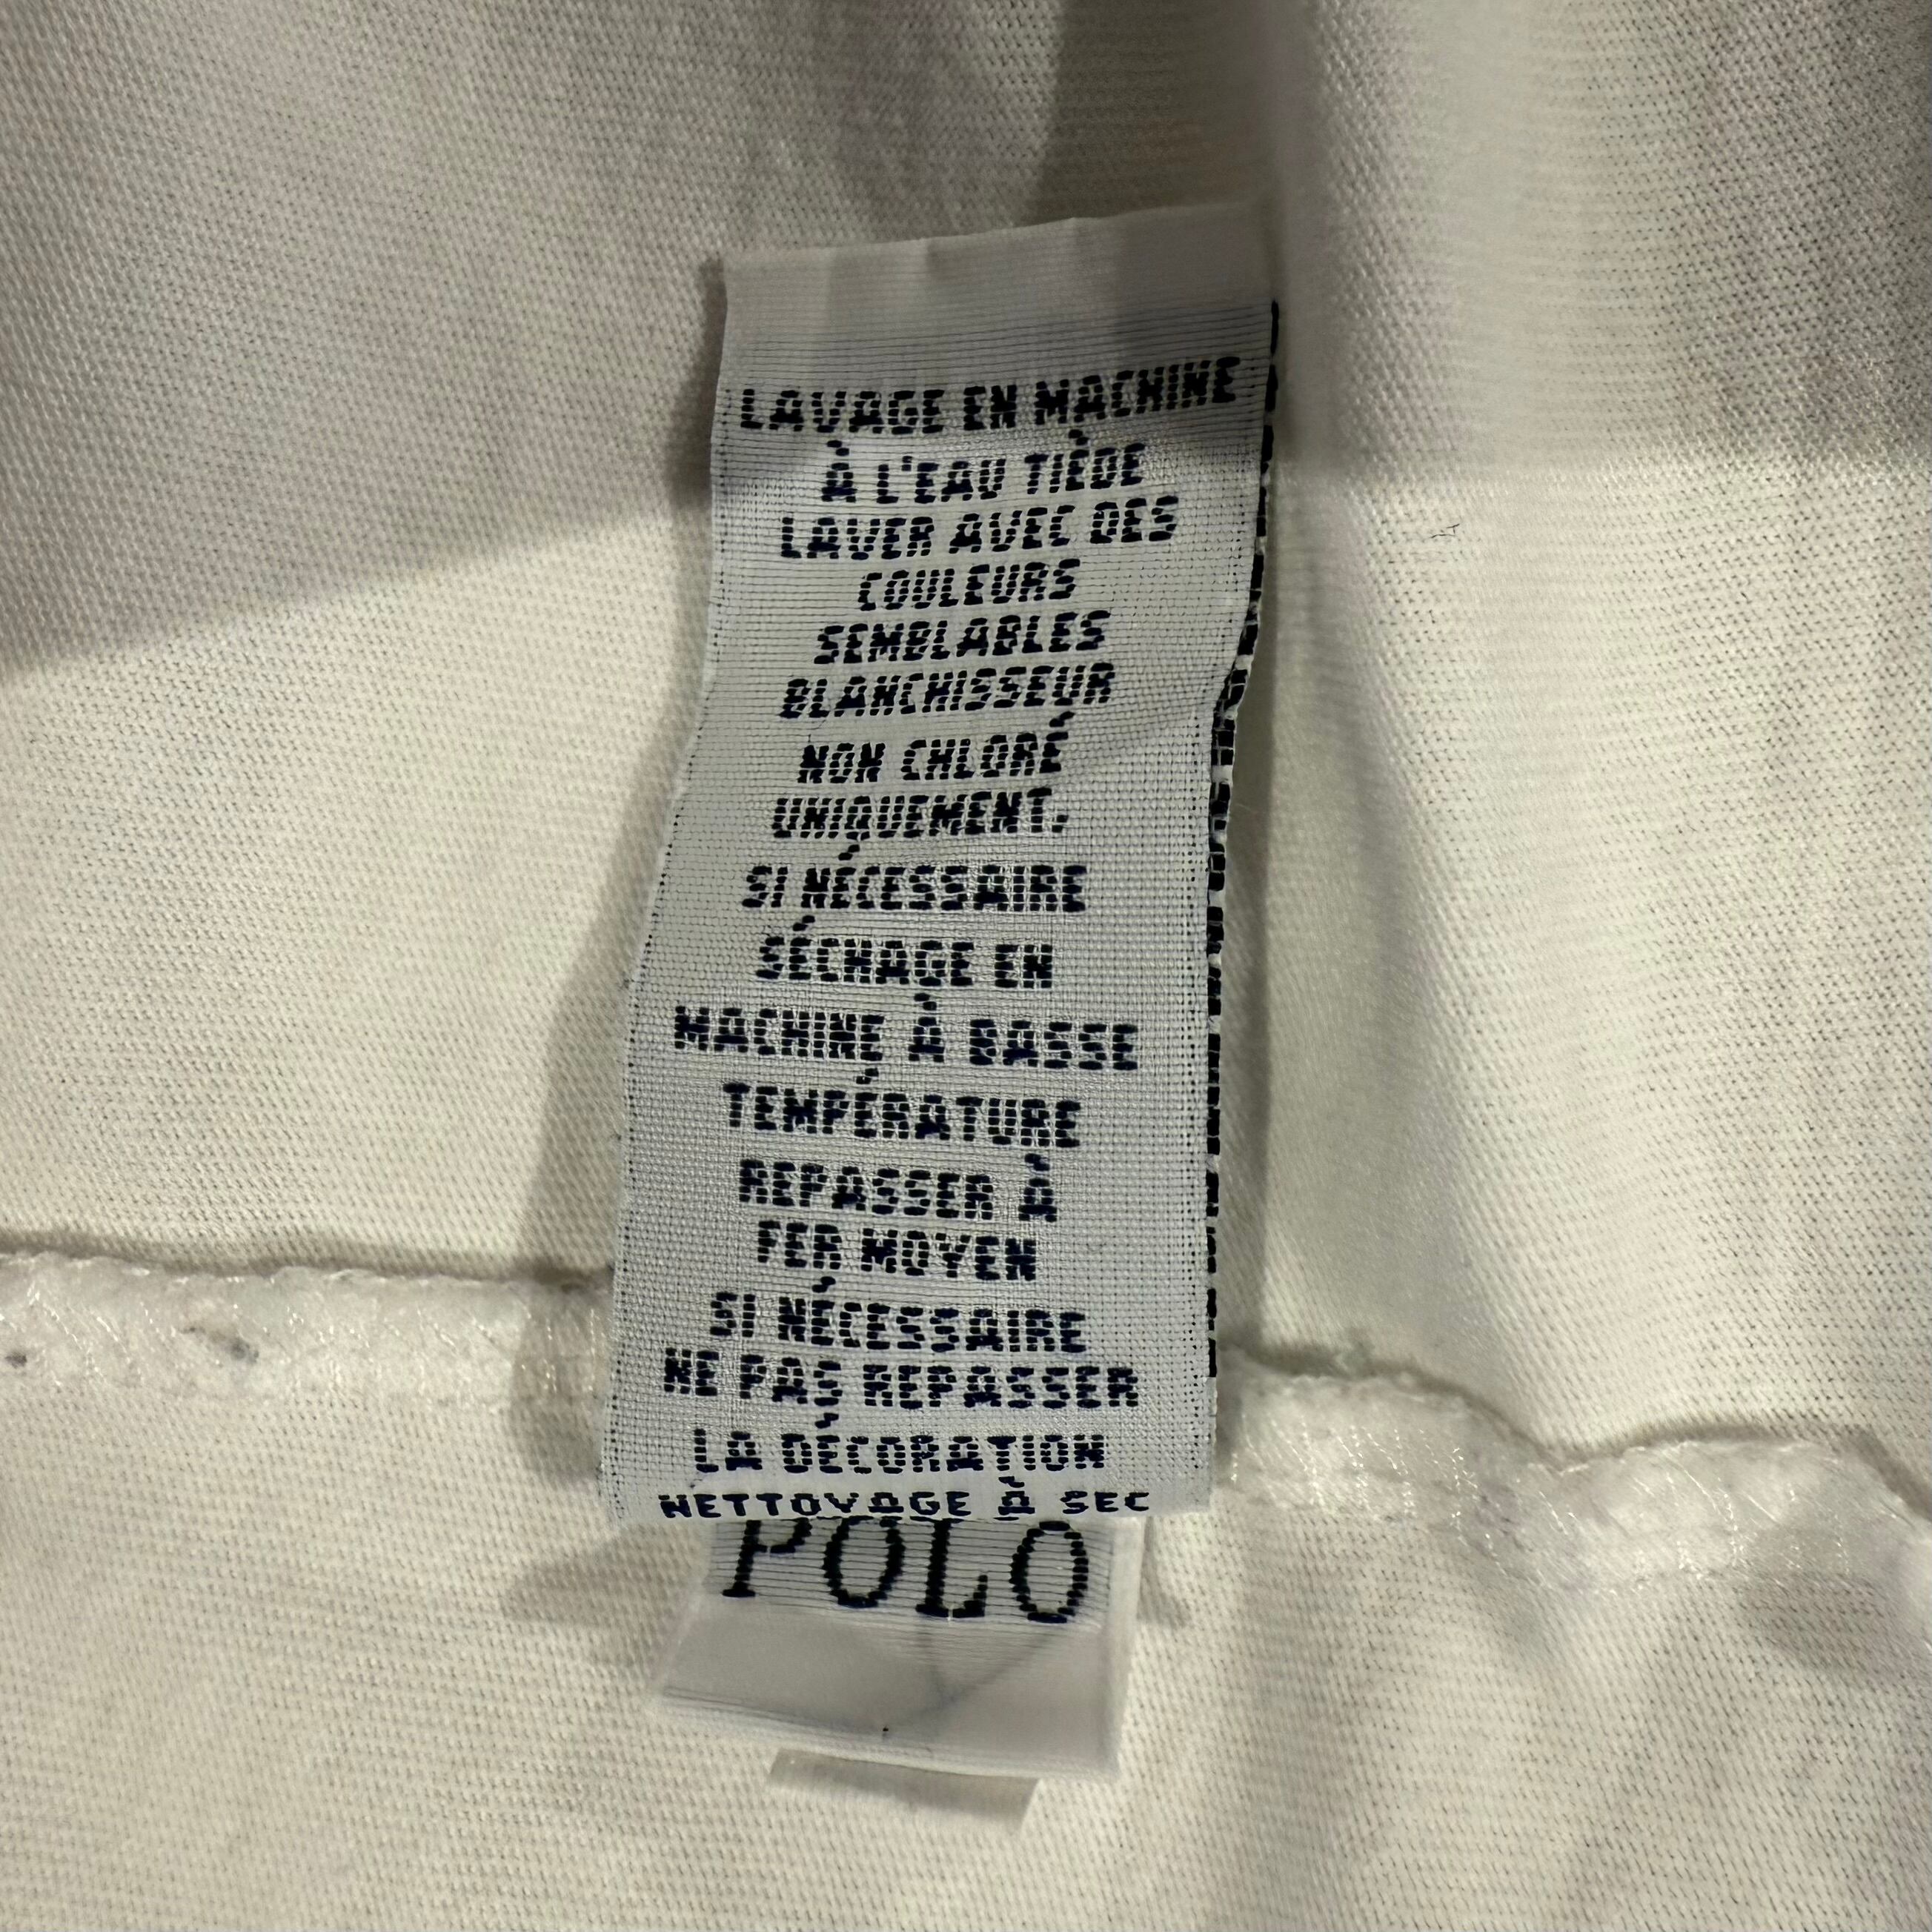 LAVAGE EN MACHINE
À L'EAU TIÈDE
LAVER AVEC DES
COULEURS
SEMBLABLES
BLANCHISSEUR
NON CHLORÉ
UNIQUEMENT,
SI NÉCESSAIRE
SÉCHAGE EN
MACHINE À BASSE
TEMPÉRATURE
REPASSER À
FER MOYEN
SI NÉCESSAIRE
NE PAS REPASSER
LA DÉCORATION
NETTOYAGE À SEC
POLO